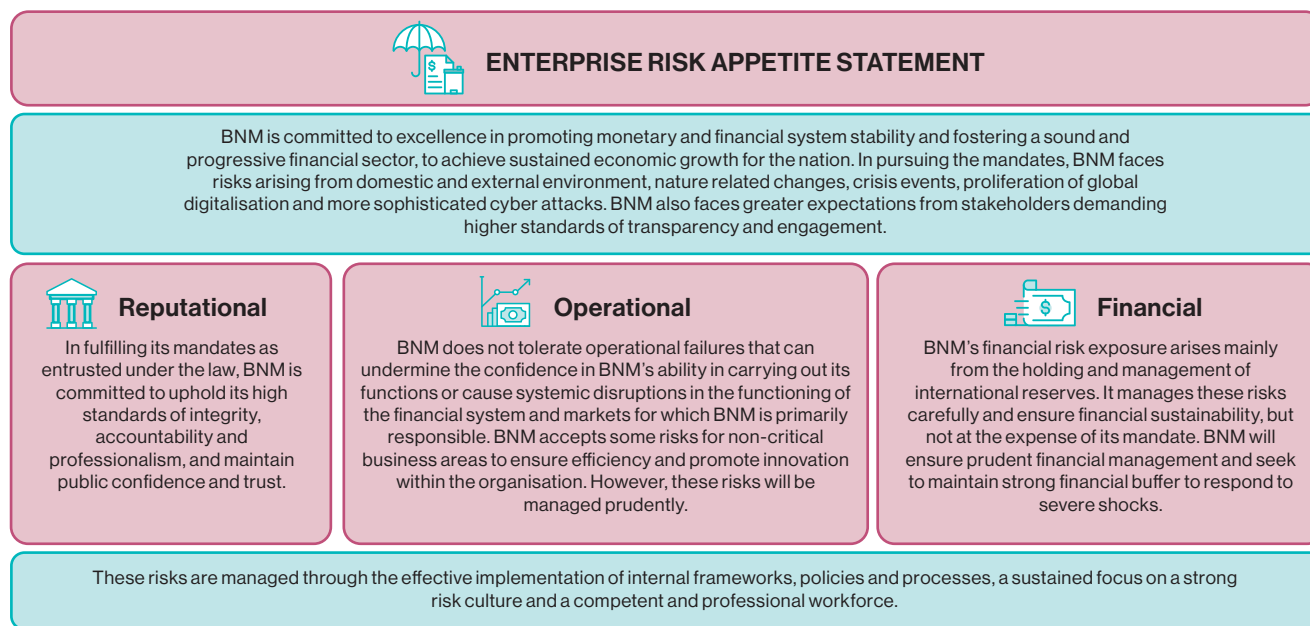 ENTERPRISE RISK APPETITE STATEMENT
BNM is committed to excellence in promoting monetary and financial system stability and fostering a sound and
progressive financial sector, to achieve sustained economic growth for the nation. In pursuing the mandates, BNM faces
risks arising from domestic and external environment, nature related changes, crisis events, proliferation of global
digitalisation and more sophisticated cyber attacks. BNM also faces greater expectations from stakeholders demanding
higher standards of transparency and engagement.
Reputational
In fulfilling its mandates as
entrusted under the law, BNM is
committed to uphold its high
standards of integrity,
accountability and
professionalism, and maintain
public confidence and trust.
Operational
BNM does not tolerate operational failures that can
undermine the confidence in BNM's ability in carrying out its
functions or cause systemic disruptions in the functioning of
the financial system and markets for which BNM is primarily
responsible. BNM accepts some risks for non-critical
business areas to ensure efficiency and promote innovation
within the organisation. However, these risks will be
managed prudently.
Financial
BNM's financial risk exposure arises mainly
from the holding and management of
international reserves. It manages these risks
carefully and ensure financial sustainability, but
not at the expense of its mandate. BNM will
ensure prudent financial management and seek
to maintain strong financial buffer to respond to
severe shocks.
These risks are managed through the effective implementation of internal frameworks, policies and processes, a sustained focus on a strong
risk culture and a competent and professional workforce.